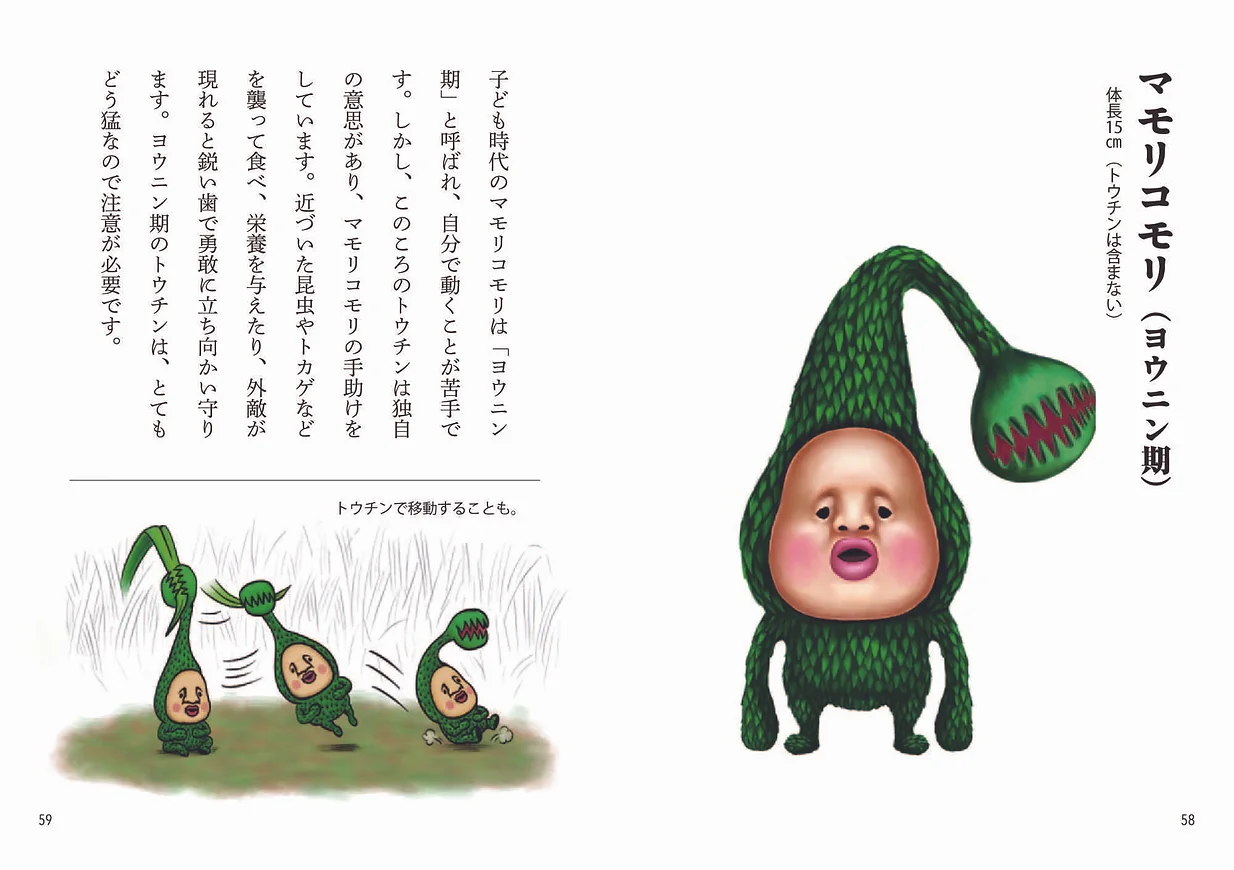 マモリコモリ（ヨウニン期）
体長15㎝（トウチンは含まない）
58
子ども時代のマモリコモリは「ヨウニン
期」と呼ばれ、自分で動くことが苦手で
す。しかし、このころのトウチンは独自
の意思があり、マモリコモリの手助けを
しています。近づいた昆虫やトカゲなど
を襲って食べ、栄養を与えたり、外敵が
現れると鋭い歯で勇敢に立ち向かい守り
ます。ヨウニン期のトウチンは、とても
どう猛なので注意が必要です。
トウチンで移動することも。
59